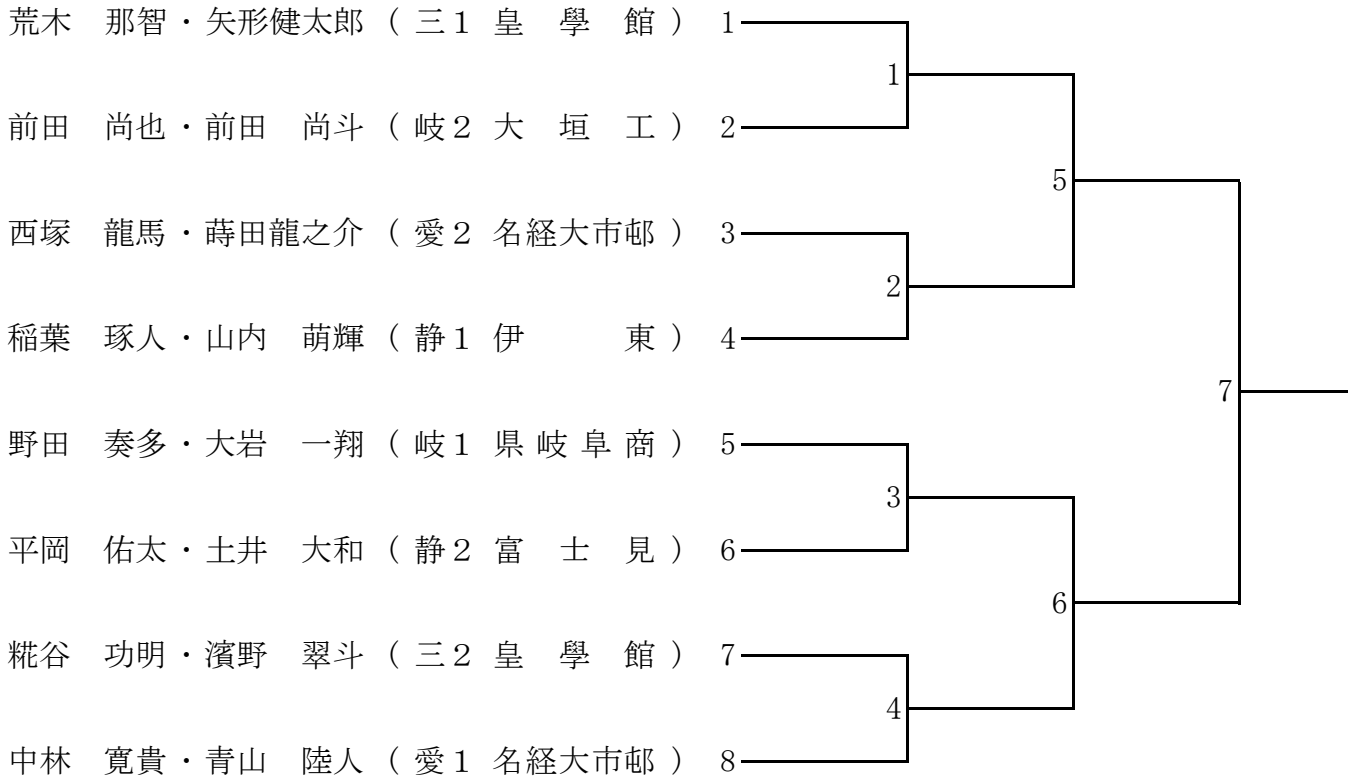 荒木　那智・矢形健太郎（三１ 皇　學　館） 1
1
前田　尚也・前田　尚斗（岐２ 大　垣　工） 2
5
西塚　龍馬・蒔田龍之介（愛２ 名経大市邨） 3
2
稲葉　琢人・山内　萌輝（静１ 伊　　　東） 4
7
野田　奏多・大岩　一翔（岐１ 県岐阜商） 5
3
平岡　佑太・土井　大和（静２ 富　士　見） 6
6
糀谷　功明・濱野　翠斗（三２ 皇　學　館） 7
4
中林　寛貴・青山　陸人（愛１ 名経大市邨） 8